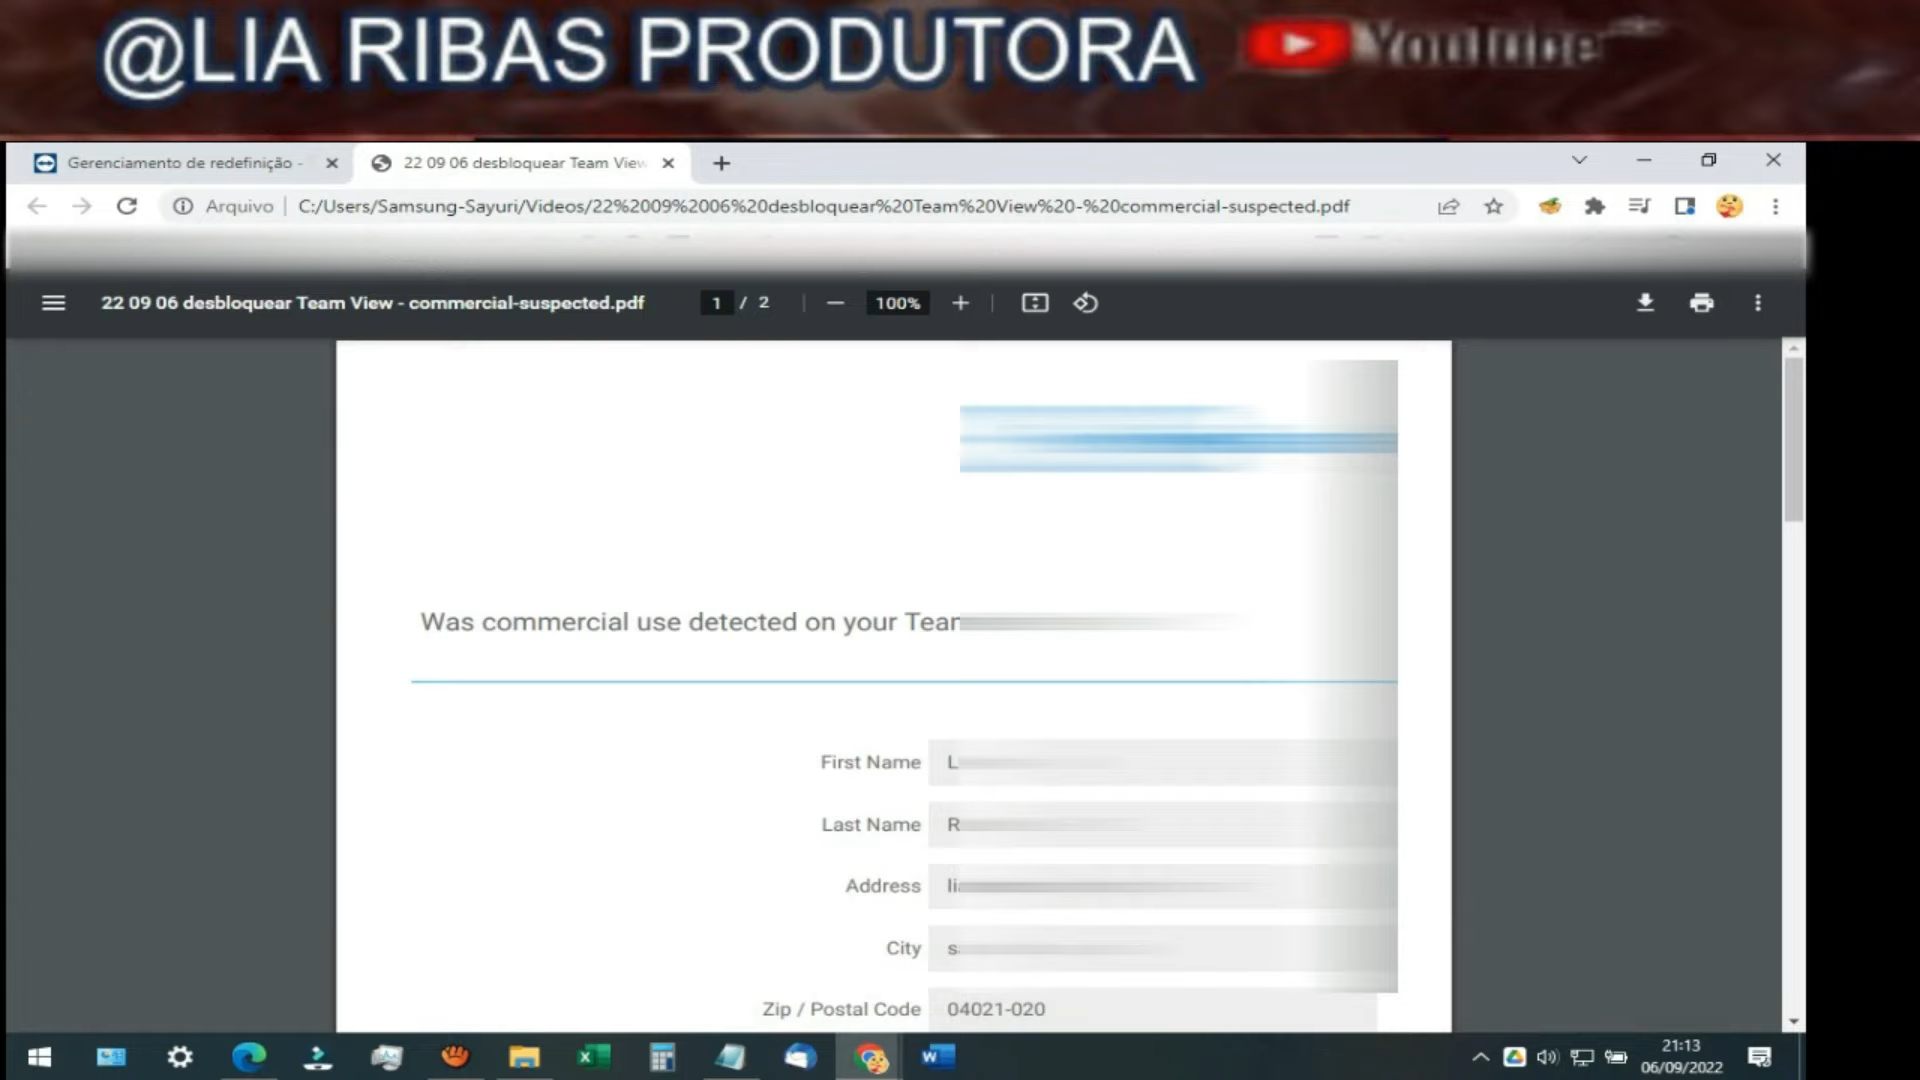 @LIA RIBAS PRODUTORA YouTube
Gerenciamento de redefinição -
22 09 06 desbloquear Team View
Arquivo C:/Users/Samsung-Sayuri/Videos/22%2009%2006%20desbloquear%20Team%20View%20-%20commercial-suspected.pdf
22 09 06 desbloquear Team View - commercial-suspected.pdf 1 / 2 100%
Was commercial use detected on your Team
First Name L
Last Name R
Address li
City s
Zip / Postal Code 04021-020
21:13
06/09/2022